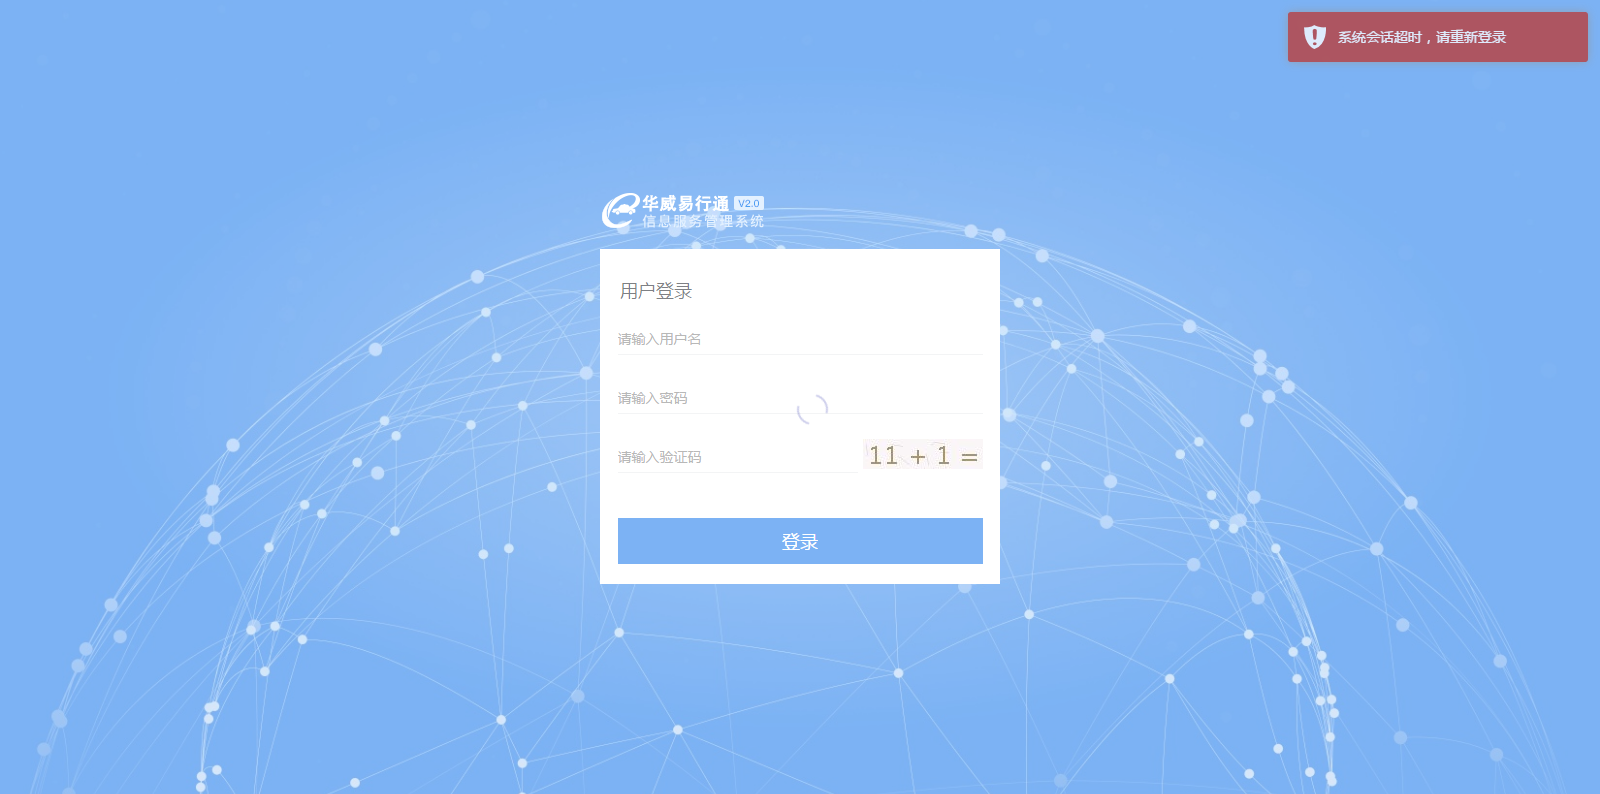 系统会话超时，请重新登录
华威易行通 V2.0
信息服务管理系统
用户登录
请输入用户名
请输入密码
请输入验证码
11 + 1 =
登录